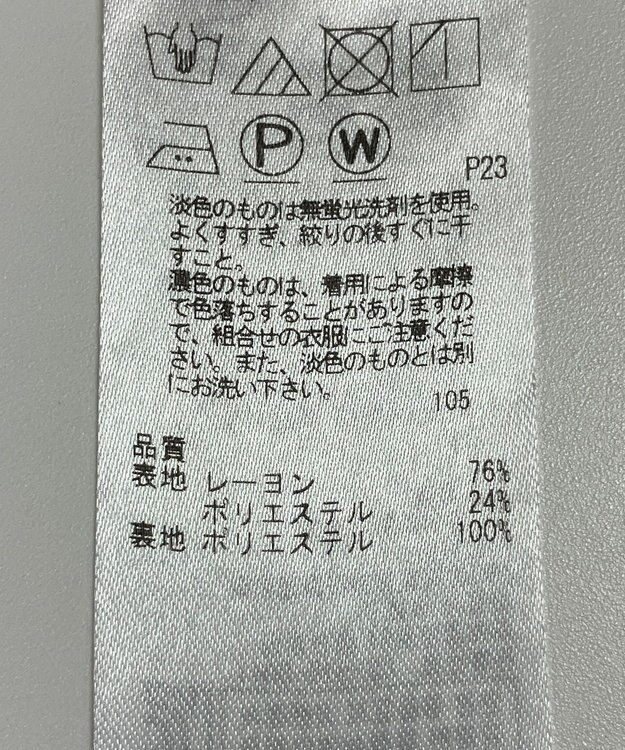 P W
P23
淡色のものは無蛍光洗剤を使用。
よくすすぎ、絞りの後すぐに干
すこと。
濃色のものは、着用による摩擦
で色落ちすることがありますの
で、組合せの衣服にご注意くだ
さい。また、淡色のものとは別
にお洗い下さい。
105
品質
表地 レーヨン 76%
ポリエステル 24%
裏地 ポリエステル 100%